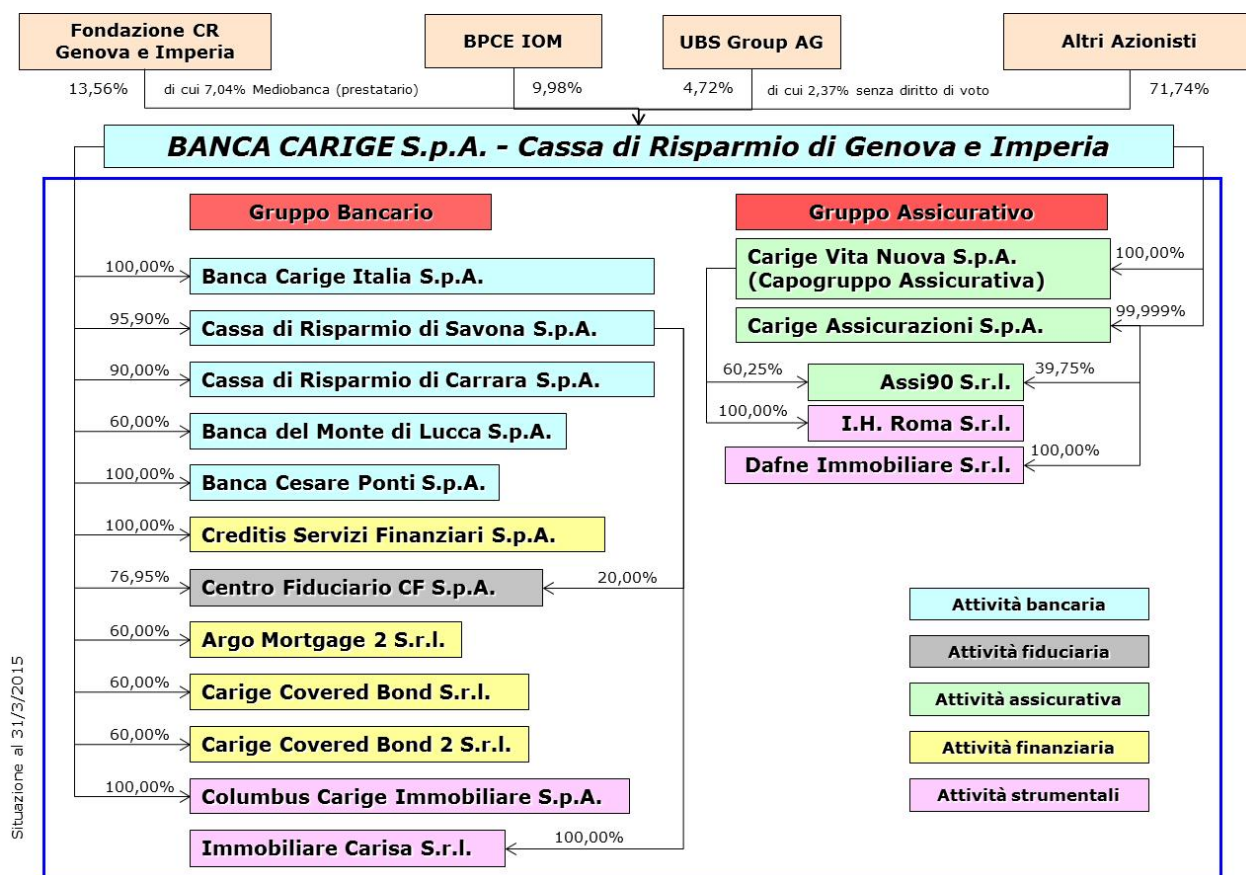 Fondazione CR
Genova e Imperia
BPCE IOM
UBS Group AG
Altri Azionisti
13,56%
di cui 7,04% Mediobanca (prestatario)
9,98%
4,72%
di cui 2,37% senza diritto di voto
71,74%
BANCA CARIGE S.p.A. - Cassa di Risparmio di Genova e Imperia
Gruppo Bancario
100,00%
Banca Carige Italia S.p.A.
95,90%
Cassa di Risparmio di Savona S.p.A.
90,00%
Cassa di Risparmio di Carrara S.p.A.
60,00%
Banca del Monte di Lucca S.p.A.
100,00%
Banca Cesare Ponti S.p.A.
100,00%
Creditis Servizi Finanziari S.p.A.
76,95%
Centro Fiduciario CF S.p.A.
20,00%
60,00%
Argo Mortgage 2 S.r.l.
60,00%
Carige Covered Bond S.r.l.
60,00%
Carige Covered Bond 2 S.r.l.
100,00%
Columbus Carige Immobiliare S.p.A.
Immobiliare Carisa S.r.l.
100,00%
Gruppo Assicurativo
Carige Vita Nuova S.p.A.
(Capogruppo Assicurativa)
100,00%
Carige Assicurazioni S.p.A.
99,999%
60,25%
Assi90 S.r.l.
39,75%
100,00%
I.H. Roma S.r.l.
Dafne Immobiliare S.r.l.
100,00%
Attività bancaria
Attività fiduciaria
Attività assicurativa
Attività finanziaria
Attività strumentali
Situazione al 31/3/2015